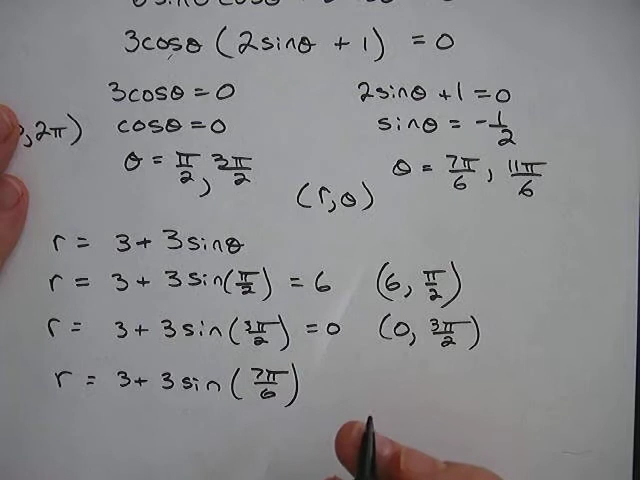 3cosθ (2sinθ + 1) = 0
3cosθ = 0
2sinθ + 1 = 0
, 2π)
cosθ = 0
sinθ = -1/2
θ = π/2, 3π/2
θ = 7π/6, 11π/6
(r, θ)
r = 3 + 3sinθ
r = 3 + 3sin(π/2) = 6 (6, π/2)
r = 3 + 3sin(3π/2) = 0 (0, 3π/2)
r = 3 + 3sin(7π/6)